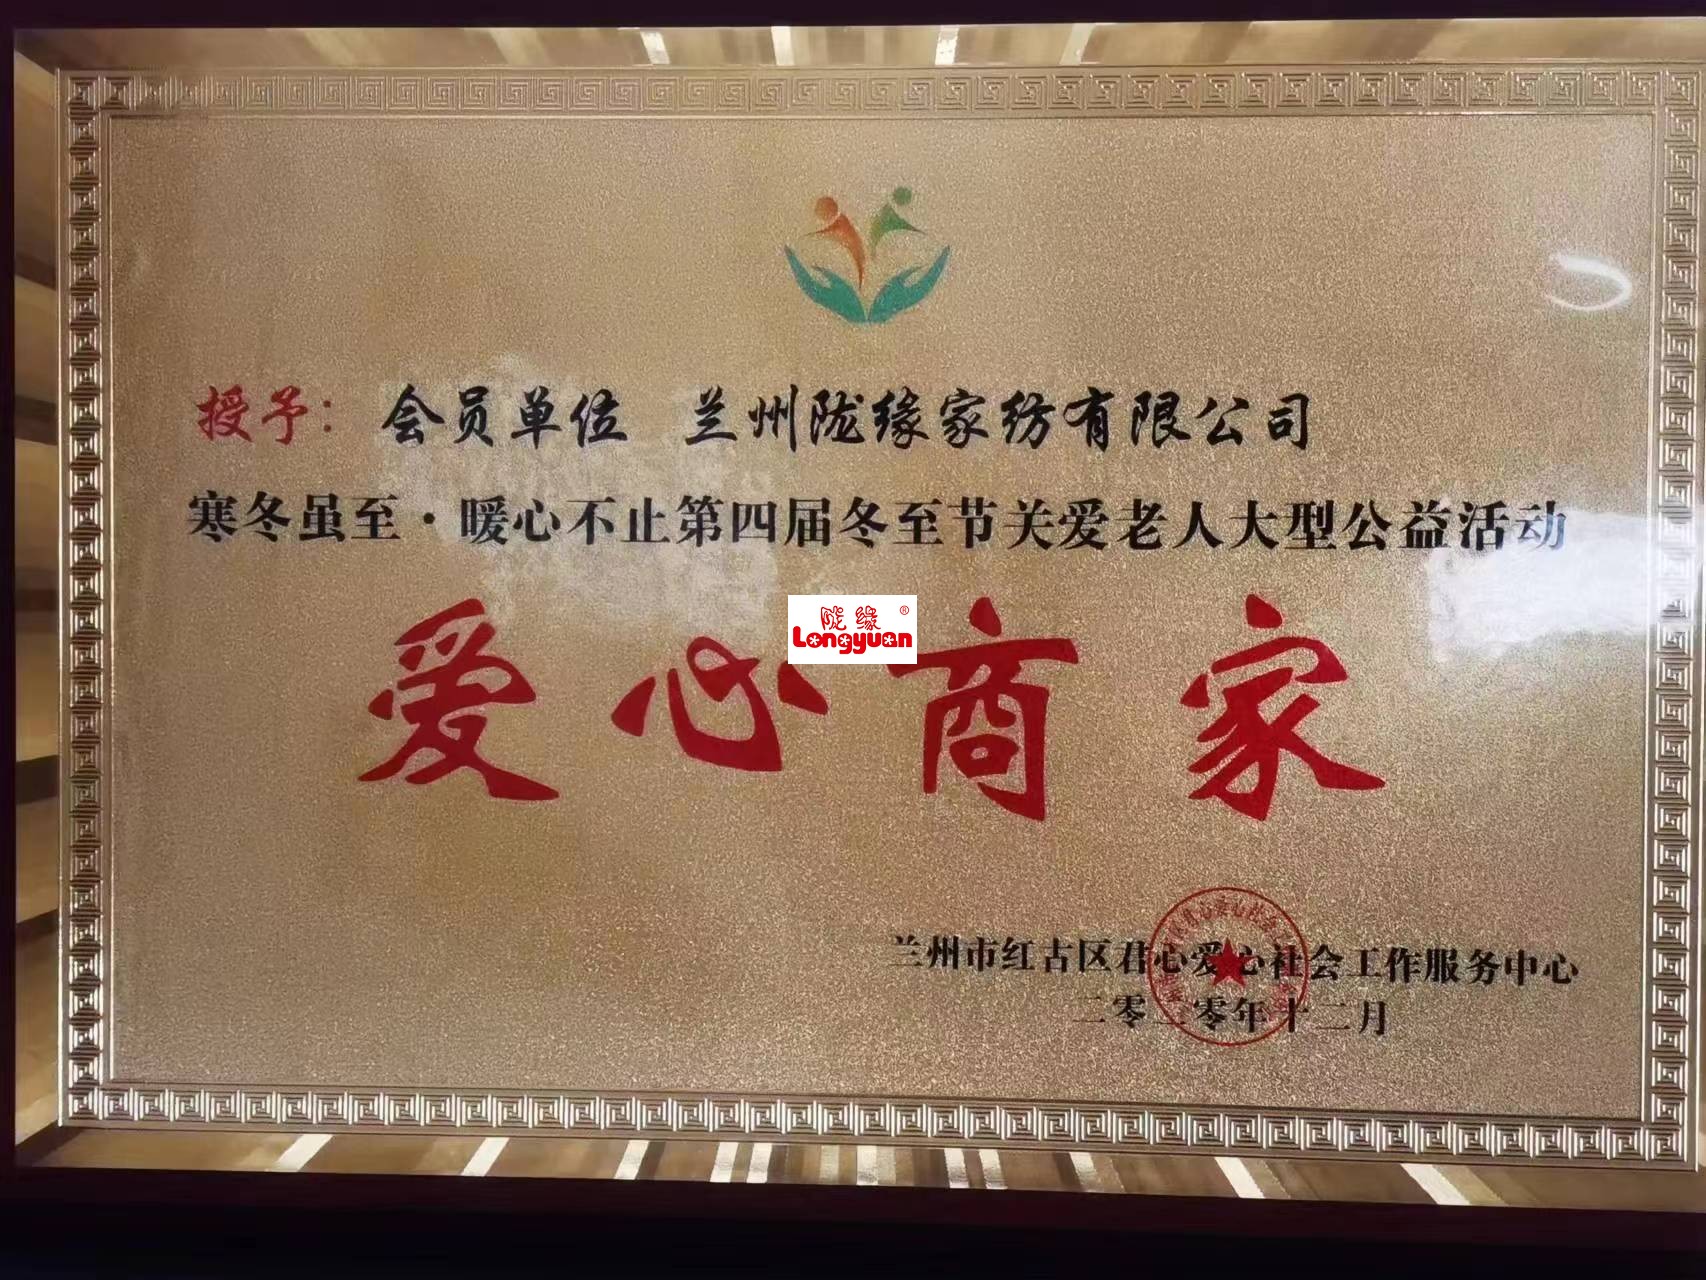 授予：会员单位 兰州陇缘家纺有限公司
寒冬虽至·暖心不止第四届冬至节关爱老人大型公益活动
陇缘®
Longyuan
爱心商家
兰州市红古区君心爱心社会工作服务中心
二零二零年十二月